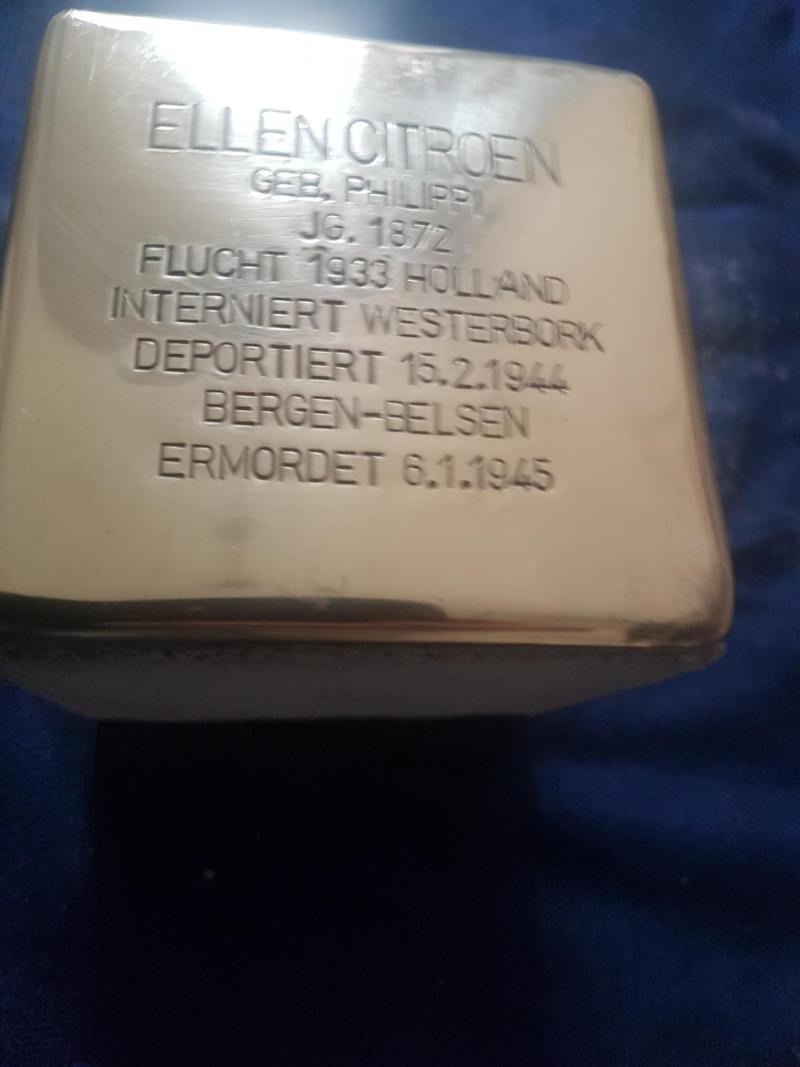 ELLEN CITROEN
GEB. PHILIPPI
JG. 1872
FLUCHT 1933 HOLLAND
INTERNIERT WESTERBORK
DEPORTIERT 15.2.1944
BERGEN-BELSEN
ERMORDET 6.1.1945